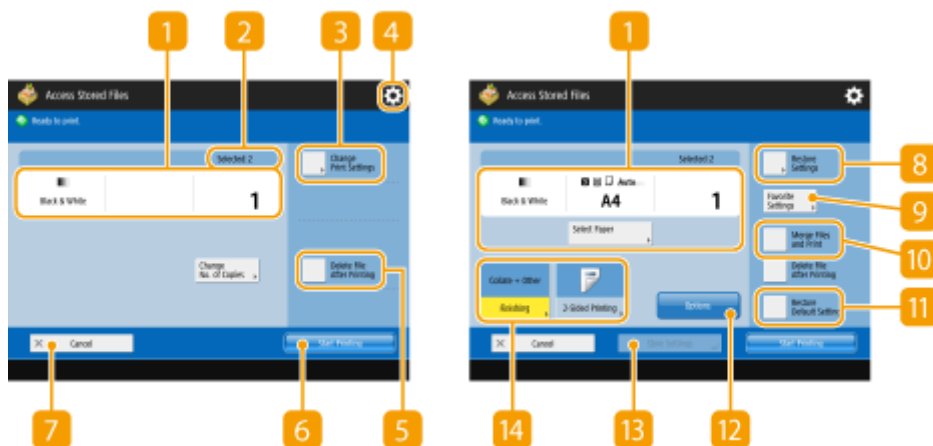 1
2
3
4
Access Stored Files
Ready to print.
Selected 2
Black & White
1
Change
Print Settings
Change
No. of Copies
Delete File
After Printing
Cancel
Start Printing
7
6
5
1
Access Stored Files
Ready to print.
Selected 2
Black & White
Auto
A4
1
Select Paper
Restore
Settings
Favorite
Settings
Merge Files
and Print
Delete File
After Printing
Restore
Default Setting
Collate + Other
Finishing
2-Sided Printing
Options
Cancel
Start Printing
8
9
10
11
14
13
12